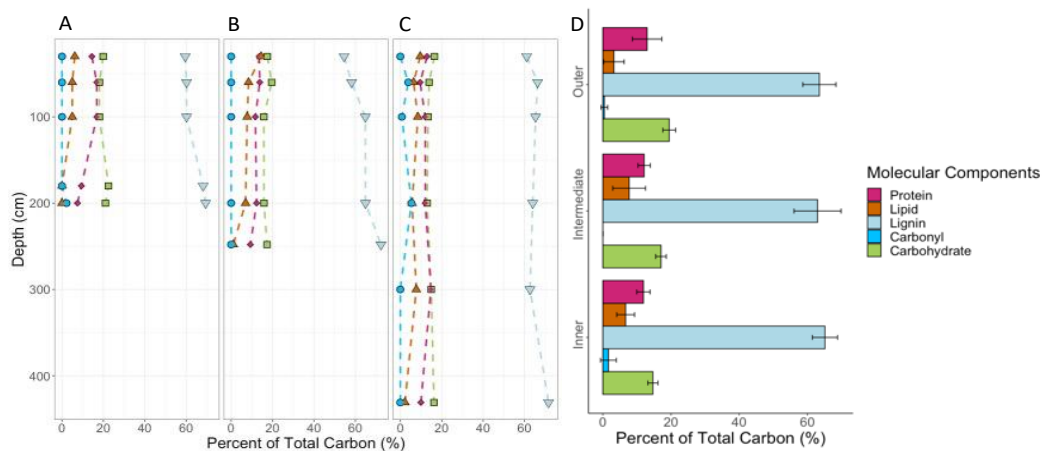 A
B
C
D
Depth (cm)
100
200
300
400
0 20 40 60
0 20 40 60
0 20 40 60
Percent of Total Carbon (%)
Outer
Intermediate
Inner
0 20 40 60
Percent of Total Carbon (%)
Molecular Components
Protein
Lipid
Lignin
Carbonyl
Carbohydrate